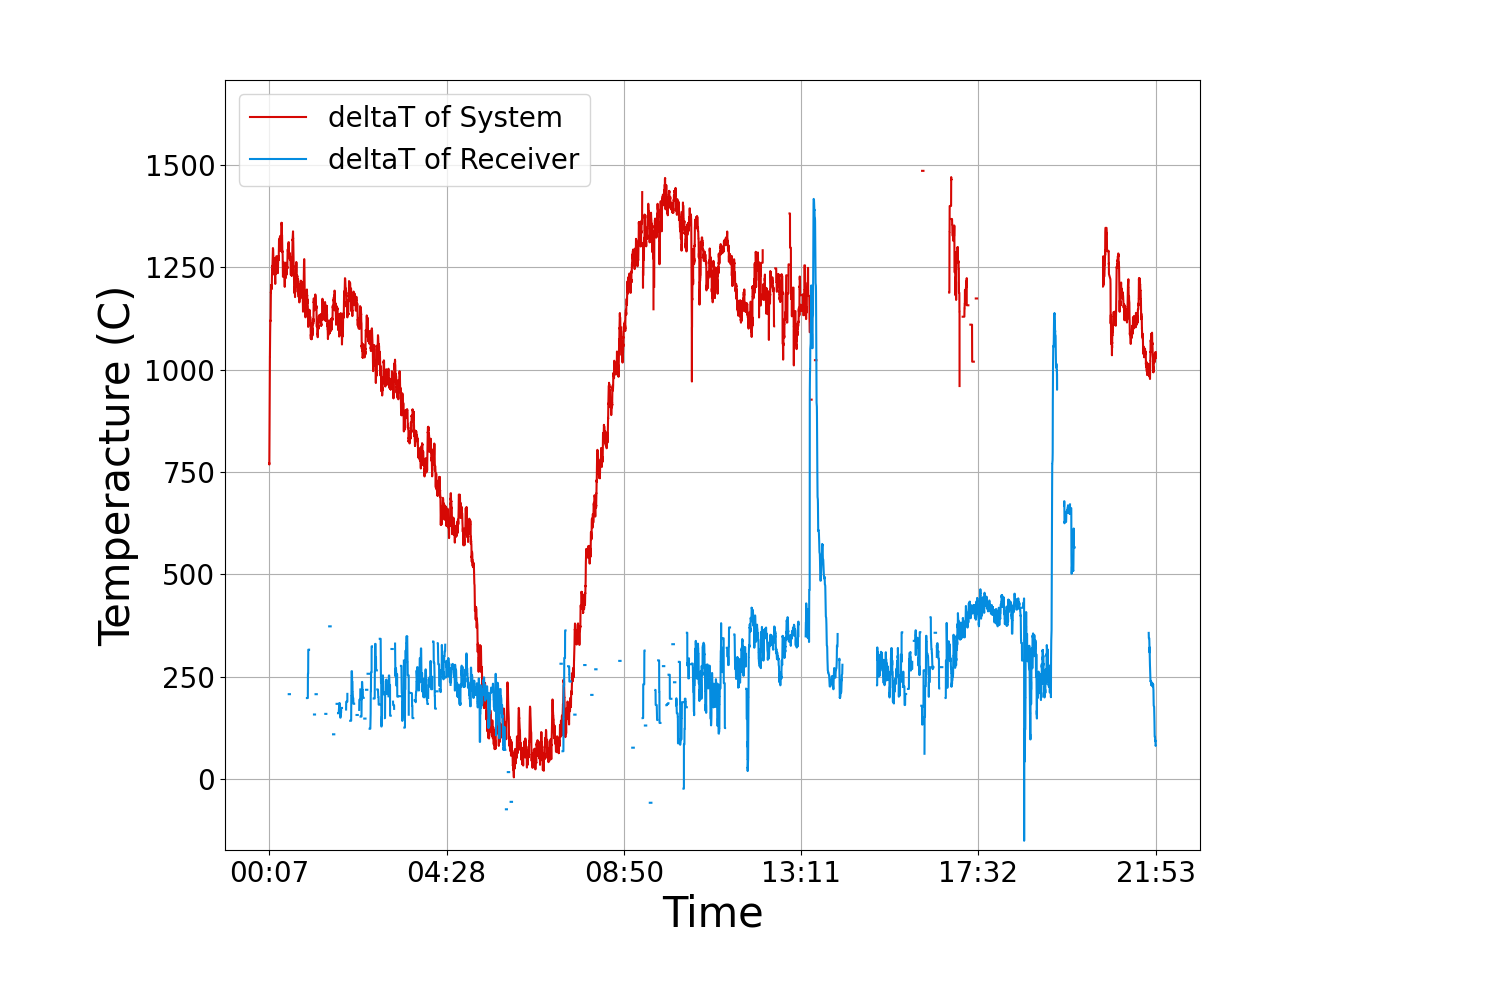 deltaT of System
deltaT of Receiver
1500
1250
1000
750
500
250
0
Temperacture (C)
00:07 04:28 08:50 13:11 17:32 21:53
Time